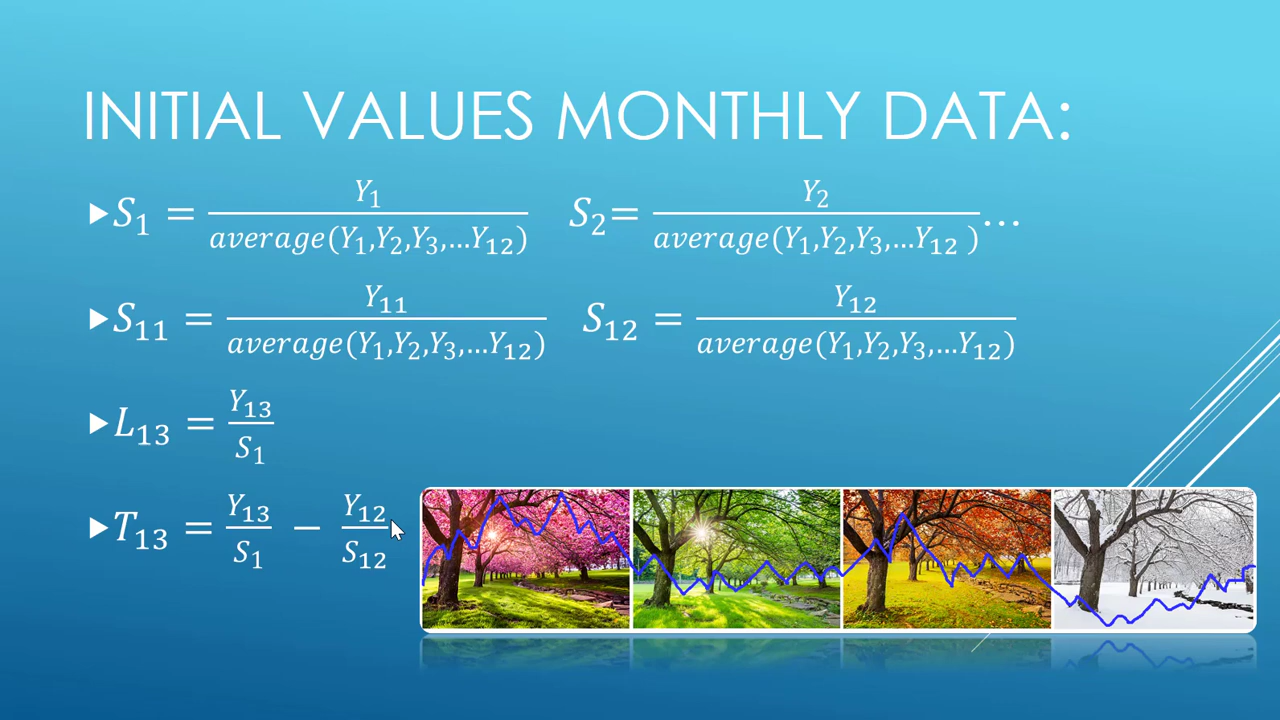 INITIAL VALUES MONTHLY DATA:
S₁ = Y₁ / average(Y₁,Y₂,Y₃,...Y₁₂) S₂= Y₂ / average(Y₁,Y₂,Y₃,...Y₁₂ ) ...
S₁₁ = Y₁₁ / average(Y₁,Y₂,Y₃,...Y₁₂) S₁₂ = Y₁₂ / average(Y₁,Y₂,Y₃,...Y₁₂)
L₁₃ = Y₁₃ / S₁
T₁₃ = Y₁₃ / S₁ − Y₁₂ / S₁₂